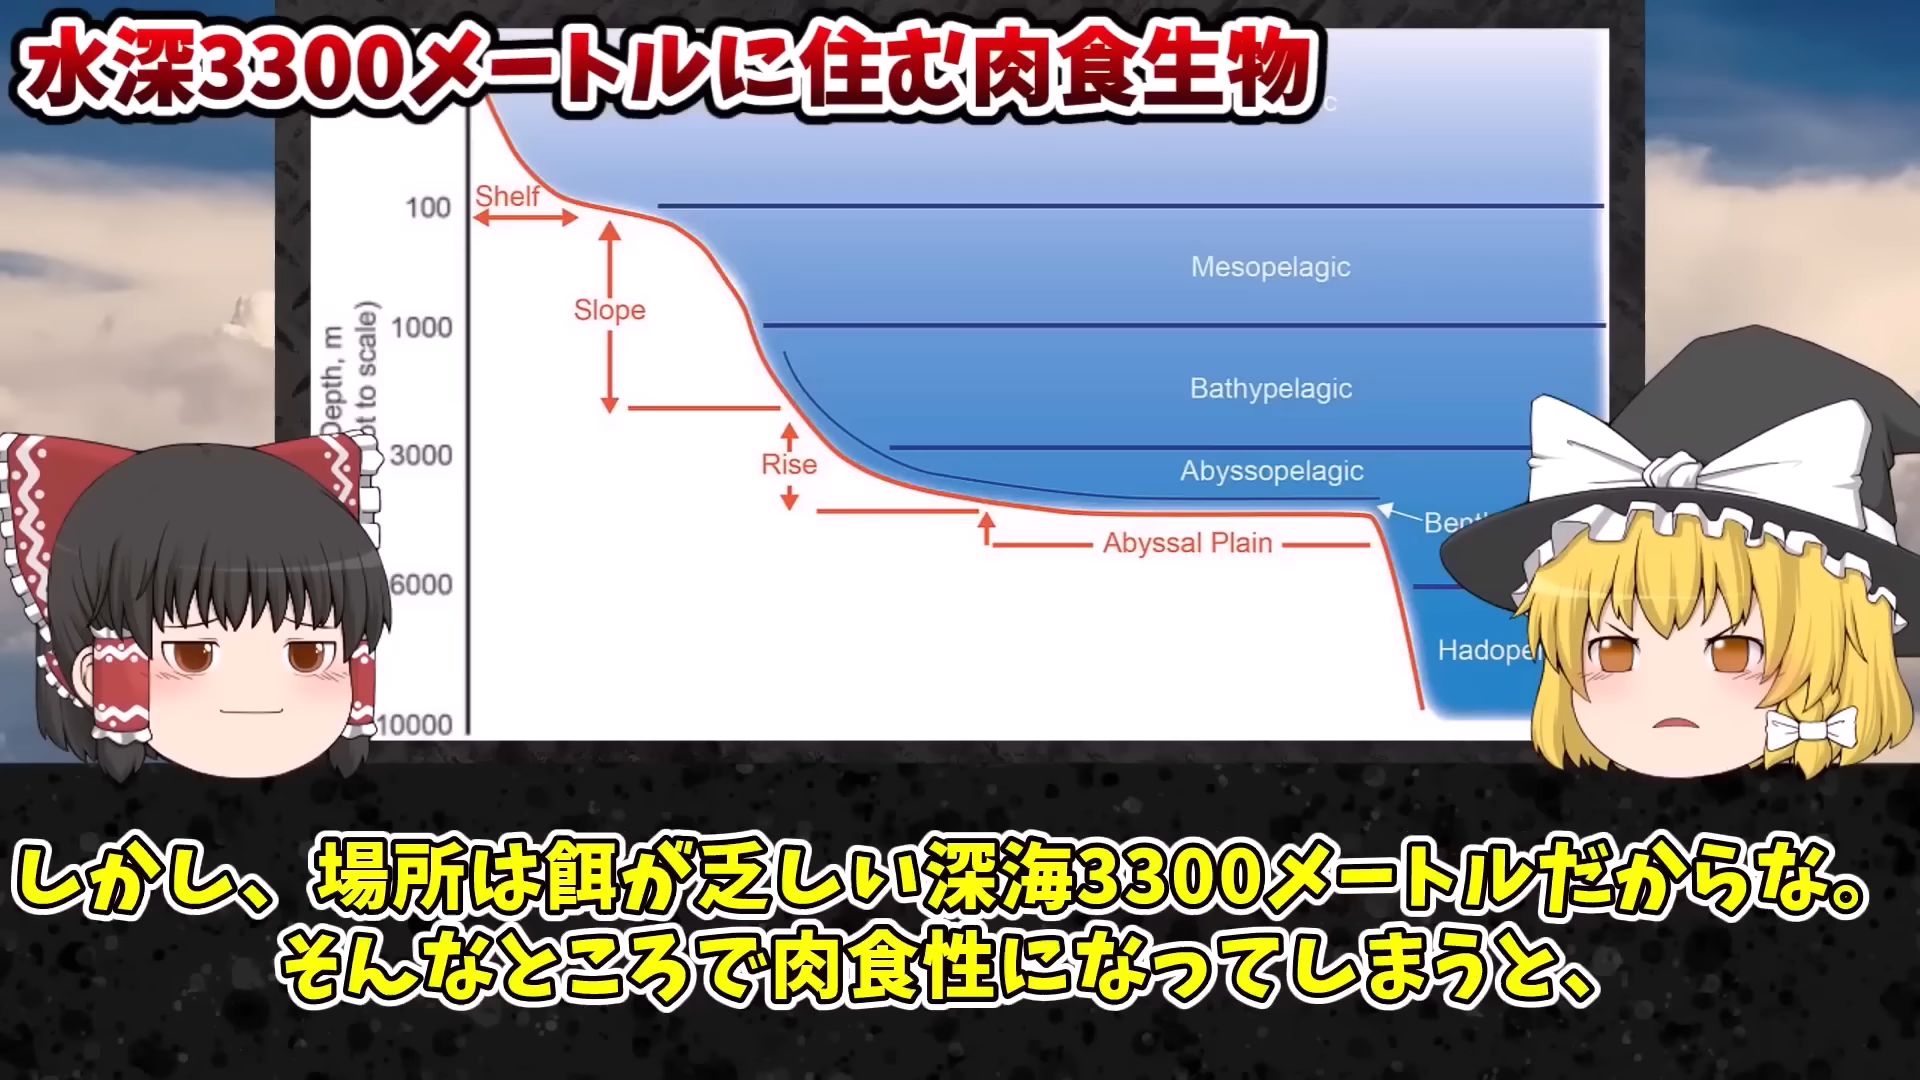 水深3300メートルに住む肉食生物
Shelf
100
Mesopelagic
Slope
1000
Depth, m
to scale)
Bathypelagic
3000
Rise
Abyssopelagic
Abyssal Plain
6000
10000
しかし、場所は餌が乏しい深海3300メートルだからな。
そんなところで肉食性になってしまうと、